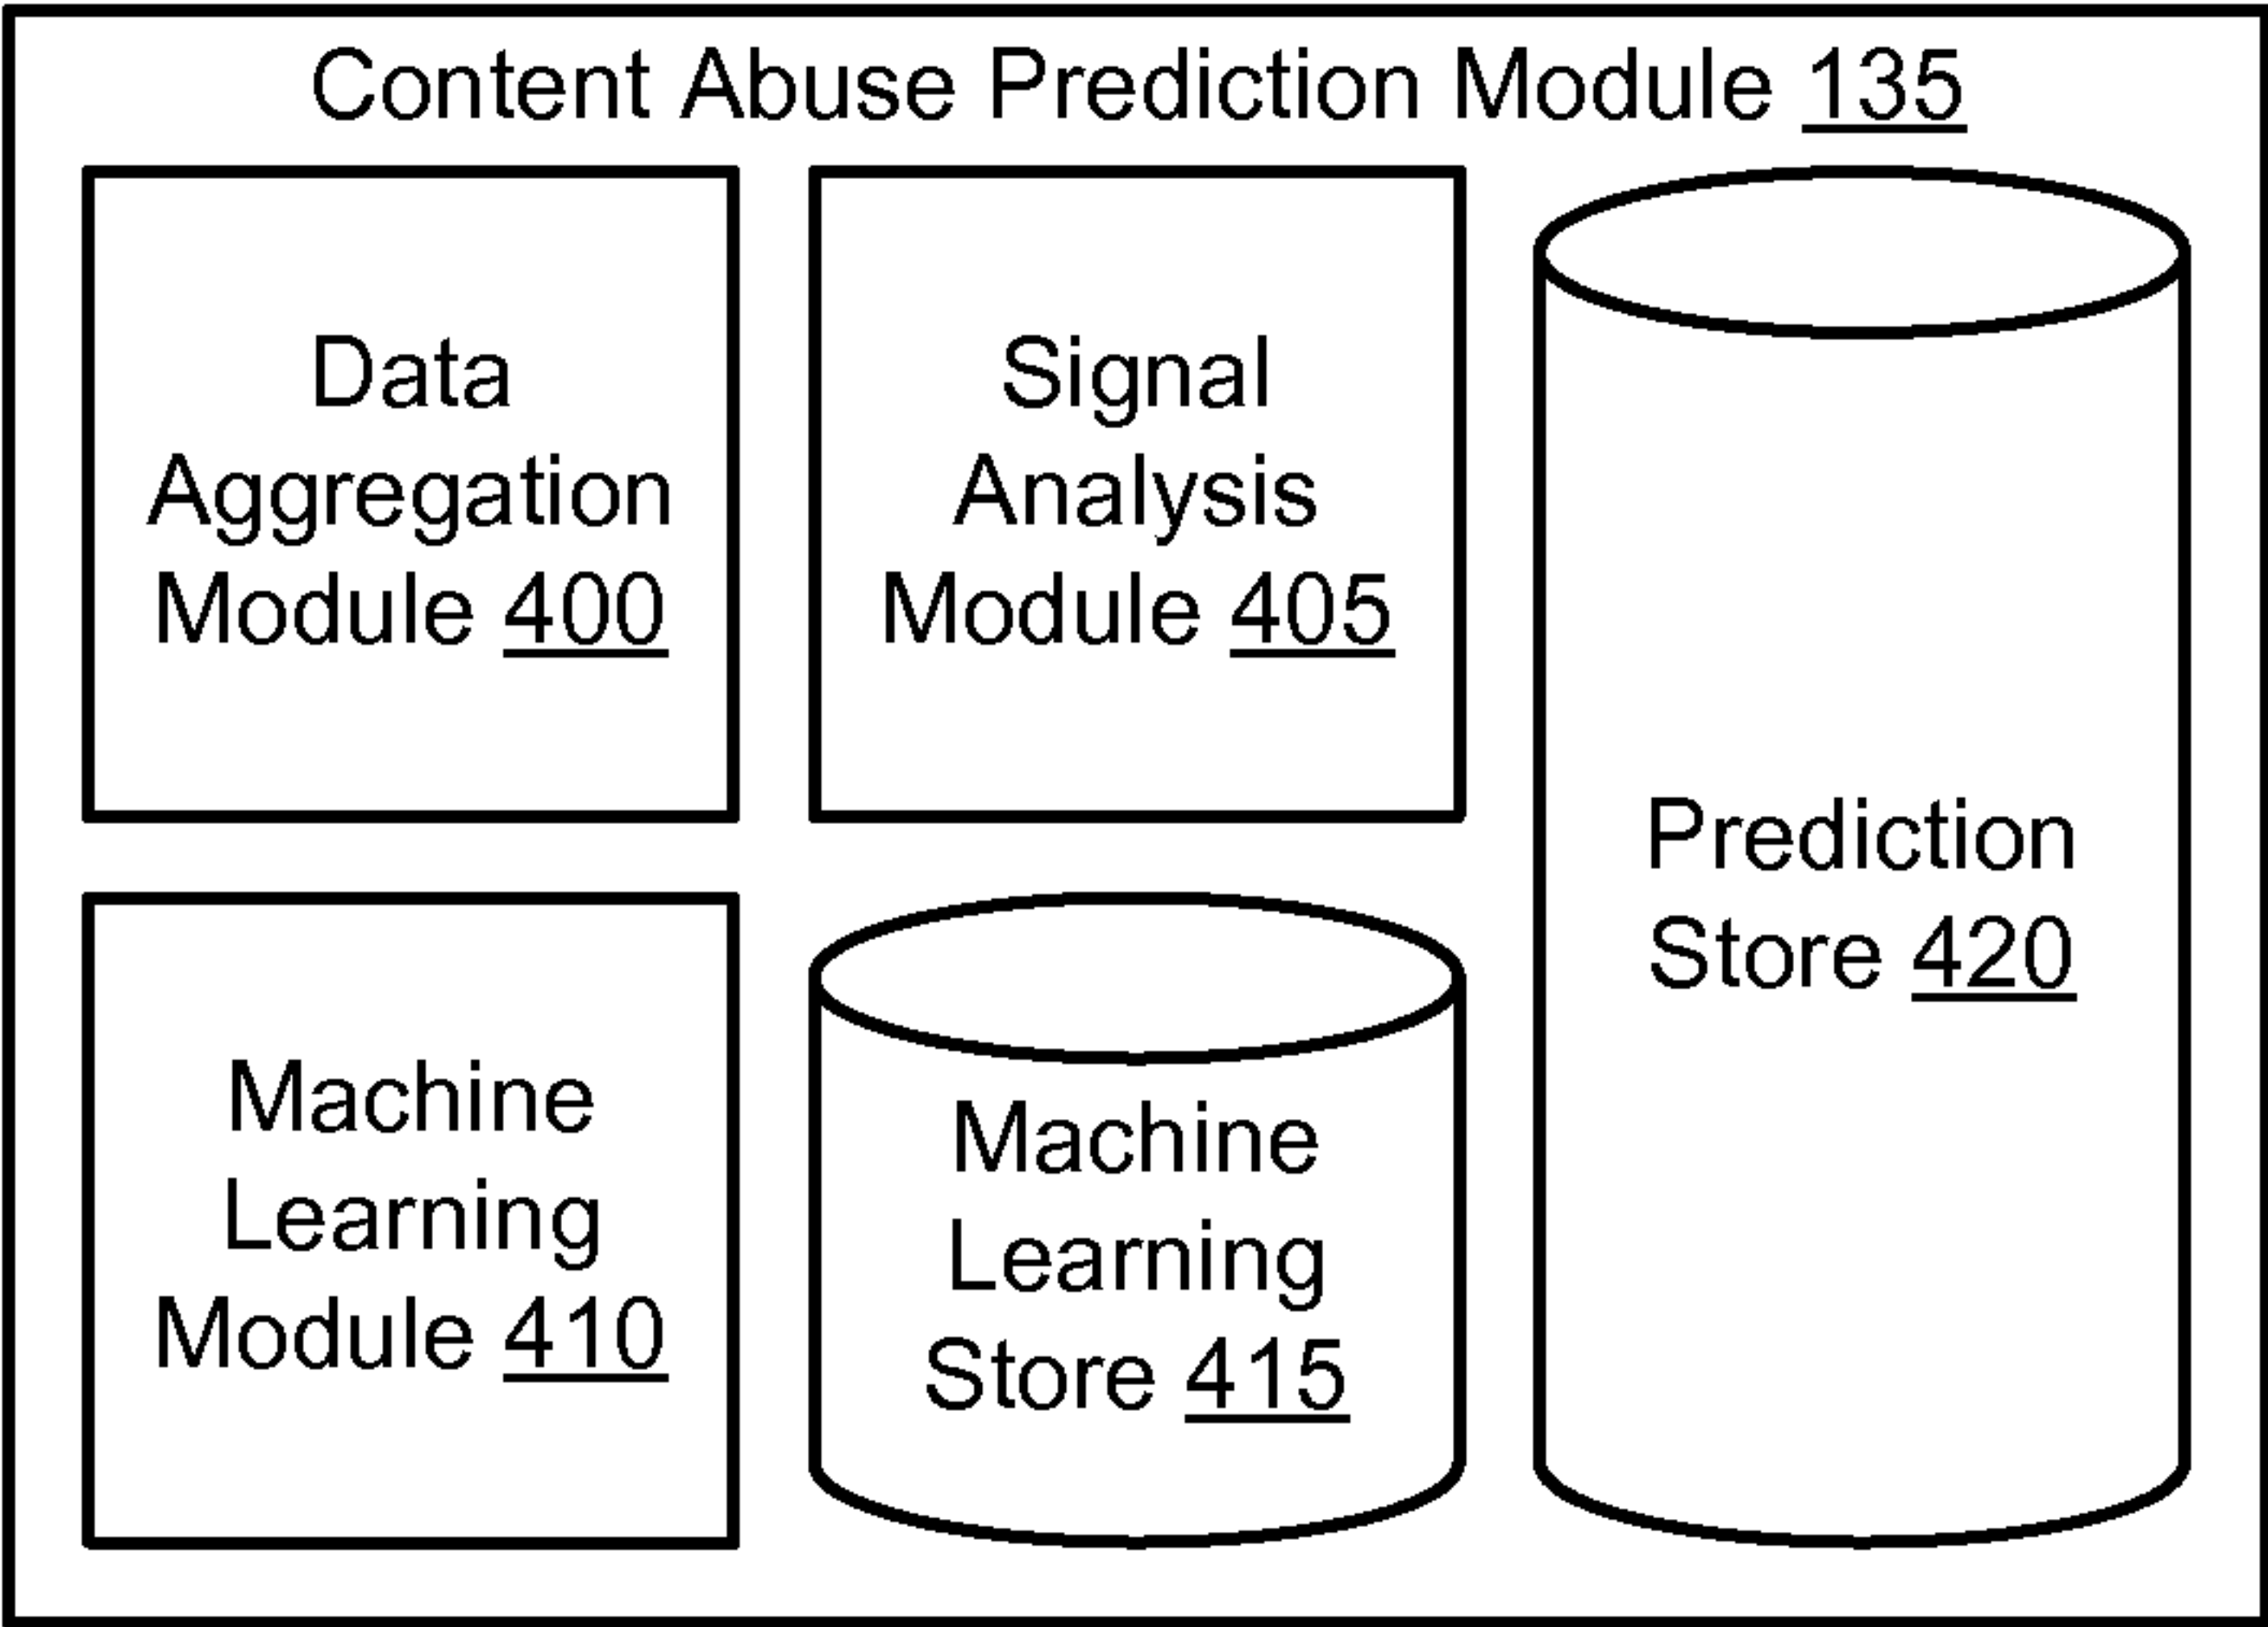 Content Abuse Prediction Module 135
Data
Aggregation
Module 400
Signal
Analysis
Module 405
Prediction
Store 420
Machine
Learning
Module 410
Machine
Learning
Store 415